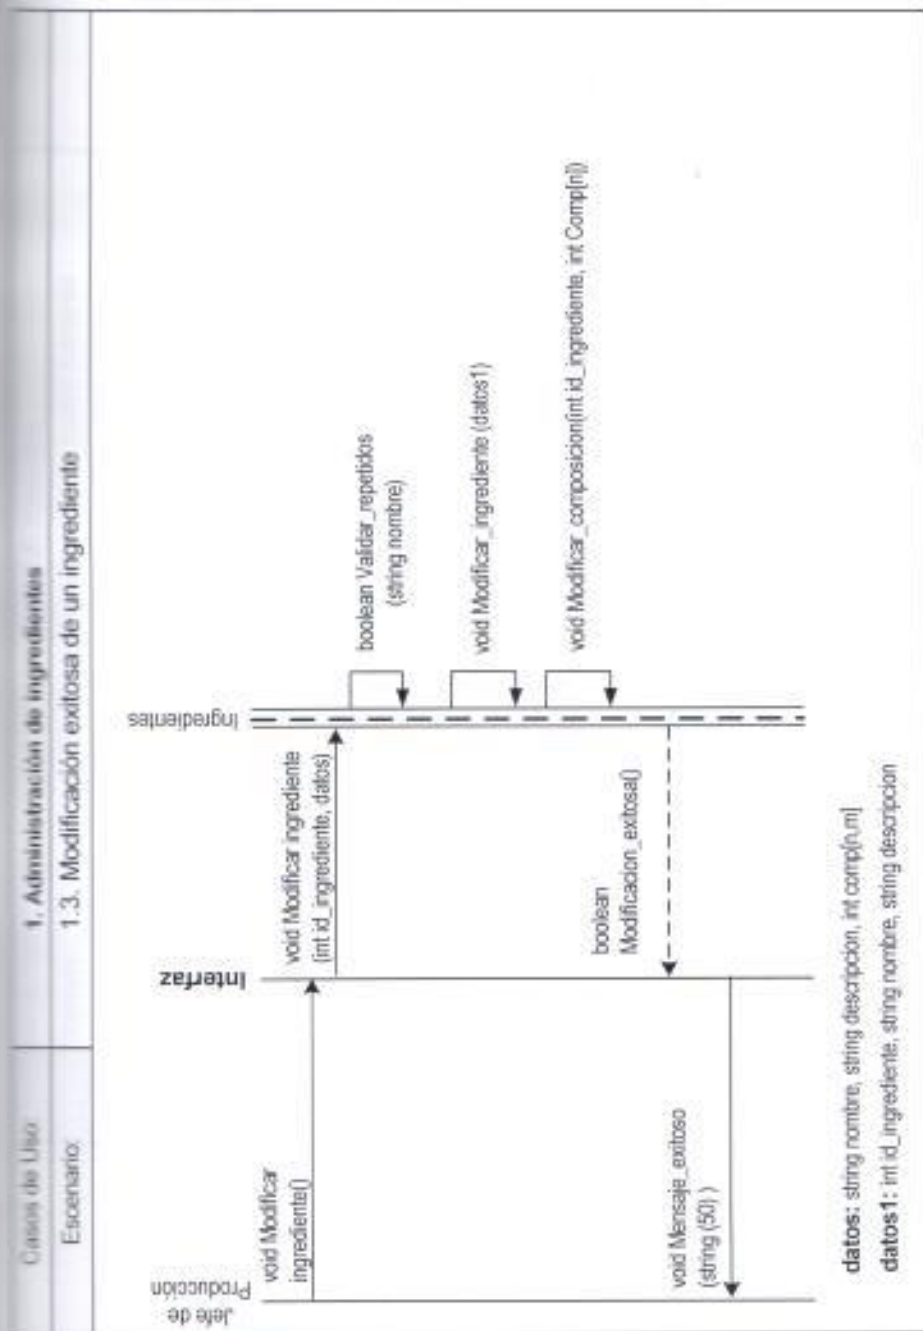 Casos de Uso:
1. Administración de ingredientes
Escenario:
1.3. Modificación exitosa de un ingrediente
Jefe de
Producción
Interfaz
Ingredientes
void Modificar
ingrediente()
void Modificar ingrediente
(int id_ingrediente, datos)
boolean Validar_repetidos
(string nombre)
void Modificar_ingrediente (datos1)
void Modificar_composicion(int id_ingrediente, int Comp[n])
boolean
Modificacion_exitosa()
void Mensaje_exitoso
(string (50) )
datos: string nombre, string descripcion, int comp[n,m]
datos1: int id_ingrediente, string nombre, string descripcion